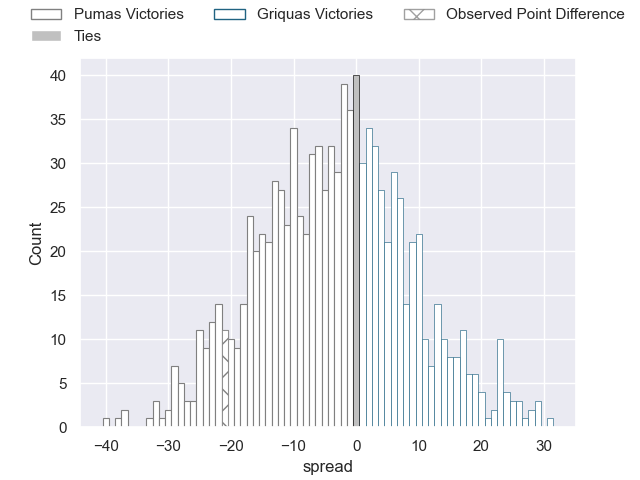 Pumas Victories
Griquas Victories
Observed Point Difference
Ties
40
35
30
25
20
15
10
5
0
Count
−40
−30
−20
−10
0
10
20
30
spread